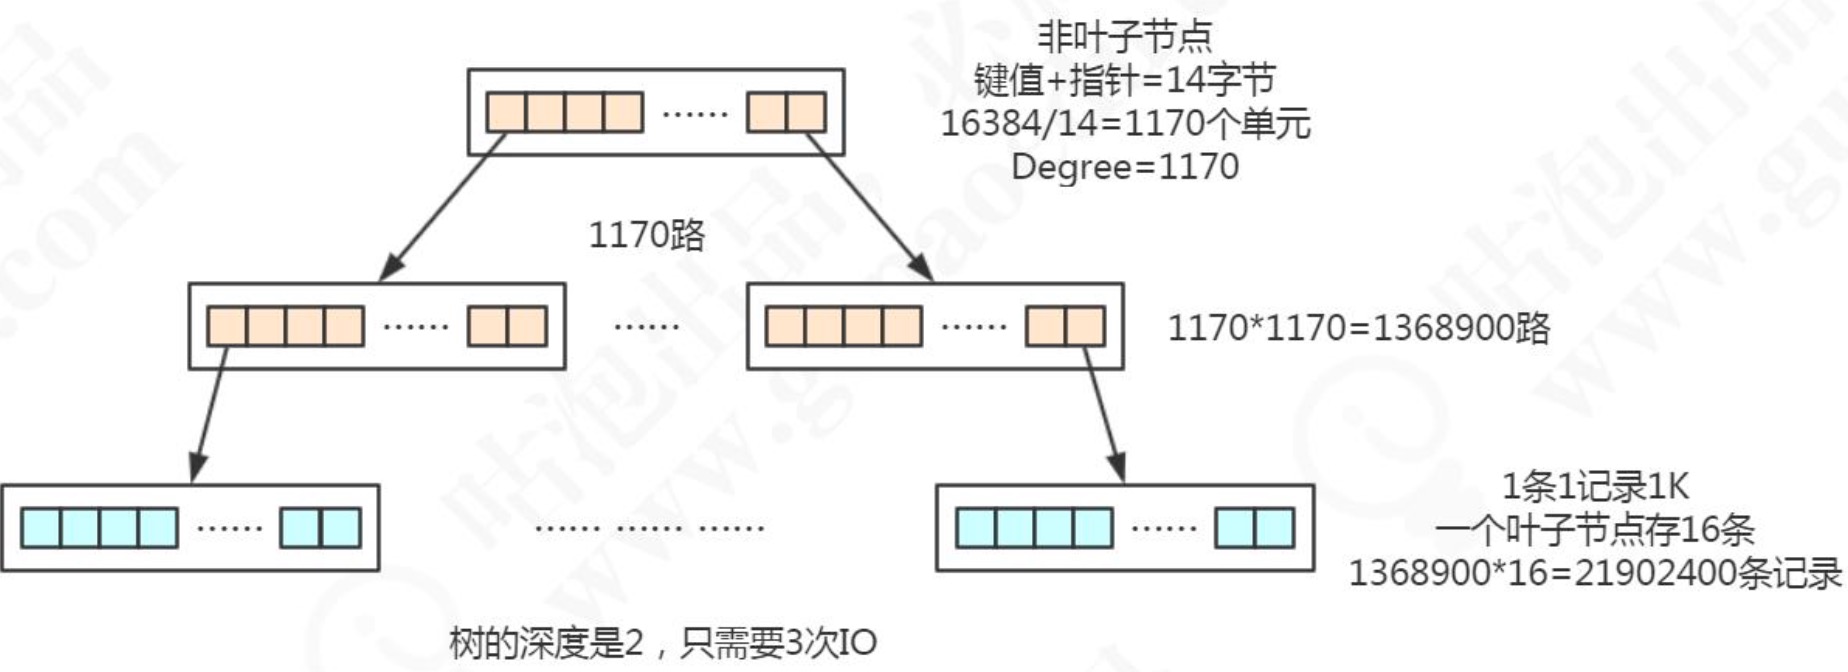 非叶子节点
键值+指针=14字节
16384/14=1170个单元
Degree=1170
1170路
1170*1170=1368900路
1条1记录1K
一个叶子节点存16条
1368900*16=21902400条记录
树的深度是2，只需要3次IO